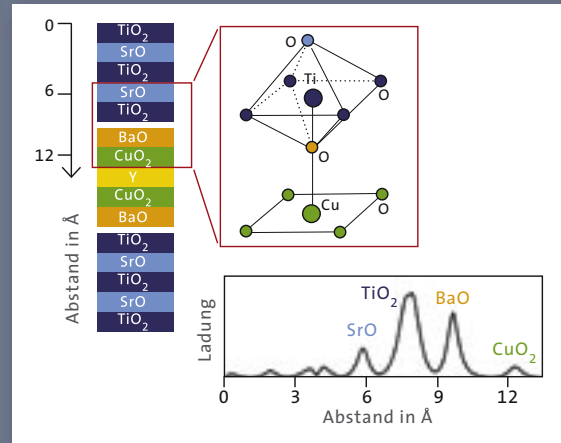 0
6
12
Abstand in Å
TiO₂
SrO
TiO₂
SrO
TiO₂
BaO
CuO₂
Y
CuO₂
BaO
TiO₂
SrO
TiO₂
SrO
TiO₂
O
Ti
O
O
Cu
O
Ladung
TiO₂
BaO
SrO
CuO₂
0 3 6 9 12
Abstand in Å